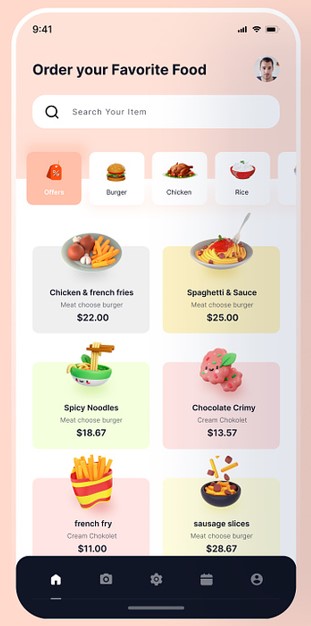 9:41
Order your Favorite Food
Search Your Item
Offers
Burger
Chicken
Rice
Chicken & french fries
Meat choose burger
$22.00
Spaghetti & Sauce
Meat choose burger
$25.00
Spicy Noodles
Meat choose burger
$18.67
Chocolate Crimy
Cream Chokolet
$13.57
french fry
Cream Chokolet
$11.00
sausage slices
Meat choose burger
$28.67